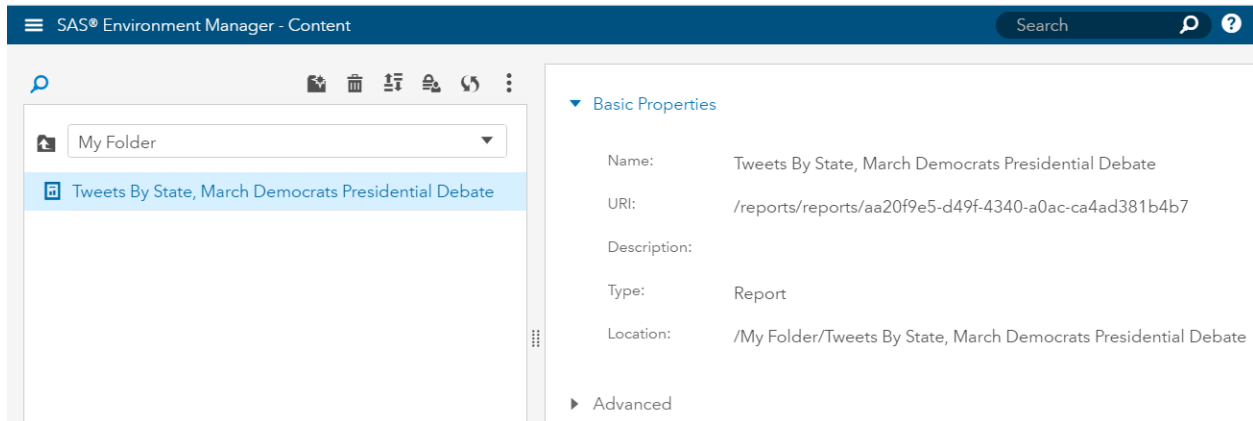 SAS® Environment Manager - Content
Search
?
My Folder
Tweets By State, March Democrats Presidential Debate
Basic Properties
Name: Tweets By State, March Democrats Presidential Debate
URI: /reports/reports/aa20f9e5-d49f-4340-a0ac-ca4ad381b4b7
Description:
Type: Report
Location: /My Folder/Tweets By State, March Democrats Presidential Debate
Advanced